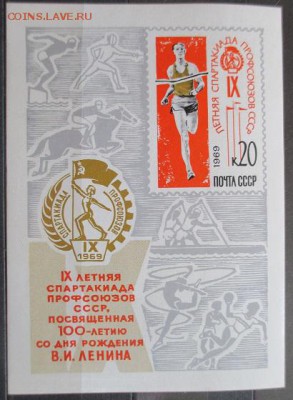 COINS.LAVE.RU
ЛЕТНЯЯ СПАРТАКИАДА ПРОФСОЮЗОВ СССР
IX
1969
К20
ПОЧТА СССР
СПАРТАКИАДА ПРОФСОЮЗОВ
IX
1969
IX ЛЕТНЯЯ
СПАРТАКИАДА
ПРОФСОЮЗОВ
СССР,
ПОСВЯЩЕННАЯ
100-ЛЕТИЮ
СО ДНЯ РОЖДЕНИЯ
В.И. ЛЕНИНА